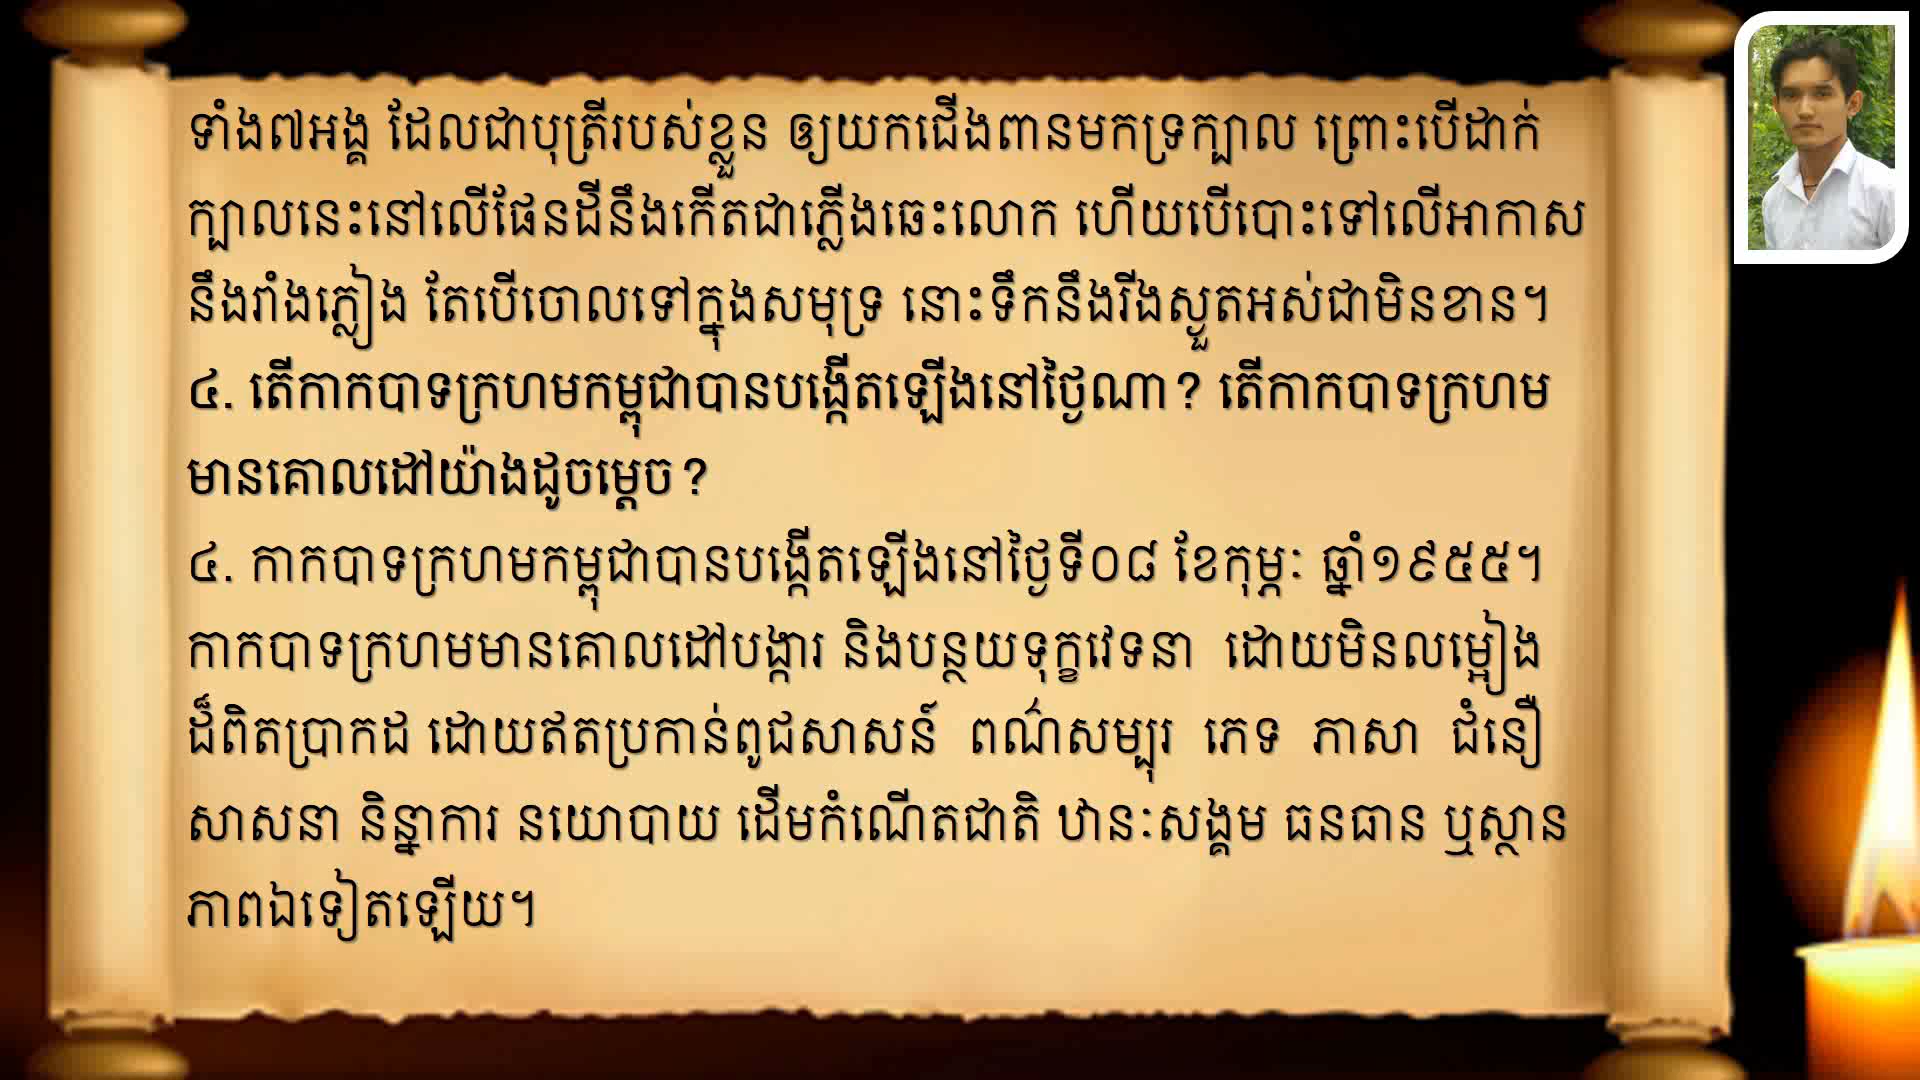 ទាំង៧អង្គ ដែលជាបុត្រីរបស់ខ្លួន ឲ្យយកជើងពានមកទ្រក្បាល ព្រោះបើដាក់
ក្បាលនេះនៅលើផែនដីនឹងកើតជាភ្លើងឆេះលោក ហើយបើបោះទៅលើអាកាស
នឹងរាំងភ្លៀង តែបើចោលទៅក្នុងសមុទ្រ នោះទឹកនឹងរីងស្ងួតអស់ជាមិនខាន។
៤. តើកាកបាទក្រហមកម្ពុជាបានបង្កើតឡើងនៅថ្ងៃណា? តើកាកបាទក្រហម
មានគោលដៅយ៉ាងដូចម្តេច?
៤. កាកបាទក្រហមកម្ពុជាបានបង្កើតឡើងនៅថ្ងៃទី០៨ ខែកុម្ភៈ ឆ្នាំ១៩៥៥។
កាកបាទក្រហមមានគោលដៅបង្ការ និងបន្ថយទុក្ខវេទនា ដោយមិនលម្អៀង
ដ៏ពិតប្រាកដ ដោយឥតប្រកាន់ពូជសាសន៍ ពណ៌សម្បុរ ភេទ ភាសា ជំនឿ
សាសនា និន្នាការ នយោបាយ ដើមកំណើតជាតិ ឋានៈសង្គម ធនធាន ឬស្ថាន
ភាពឯទៀតឡើយ។